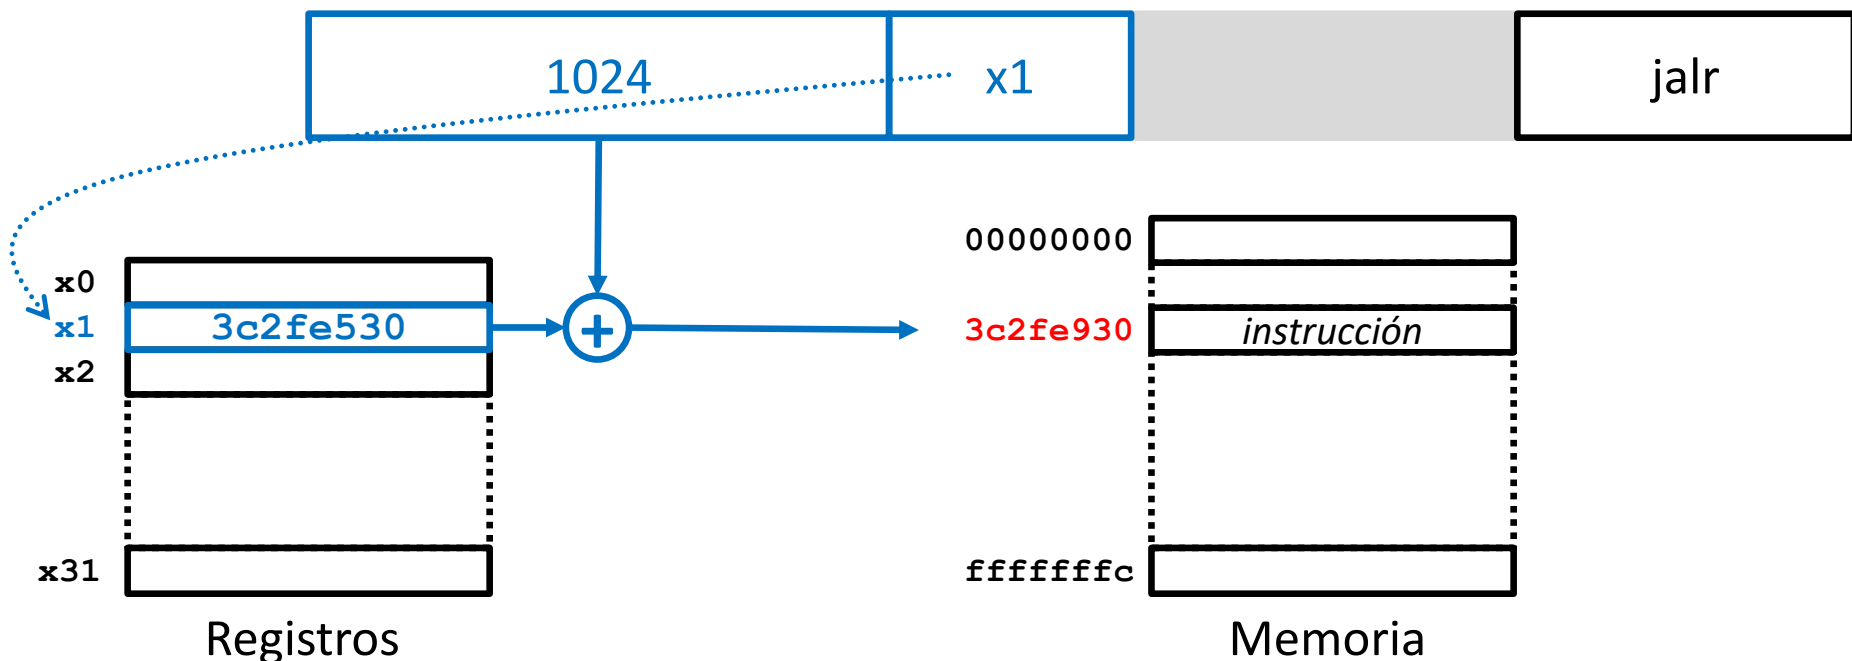 1024 x1 jalr
00000000
x0
x1 3c2fe530 + 3c2fe930 instrucción
x2
x31 fffffffc
Registros Memoria